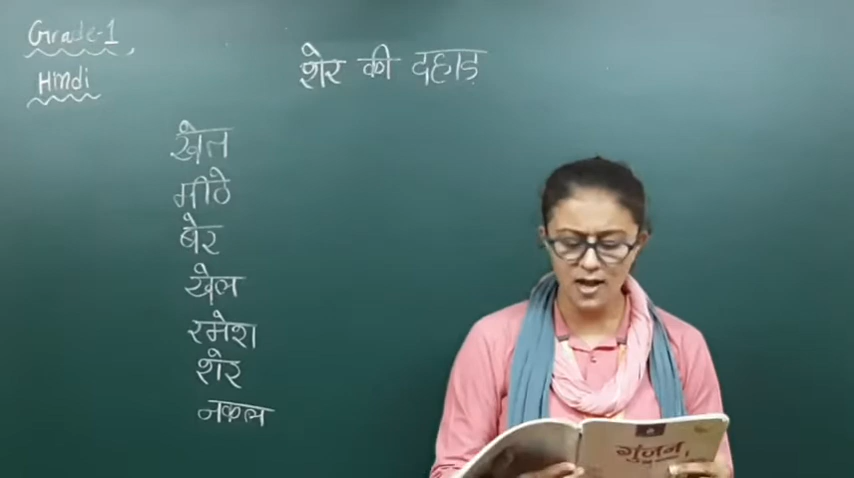 Grade-1
Hindi
शेर की दहाड़
खेत
मीठे
बेर
खेल
रमेश
शेर
नकल
गुंजन